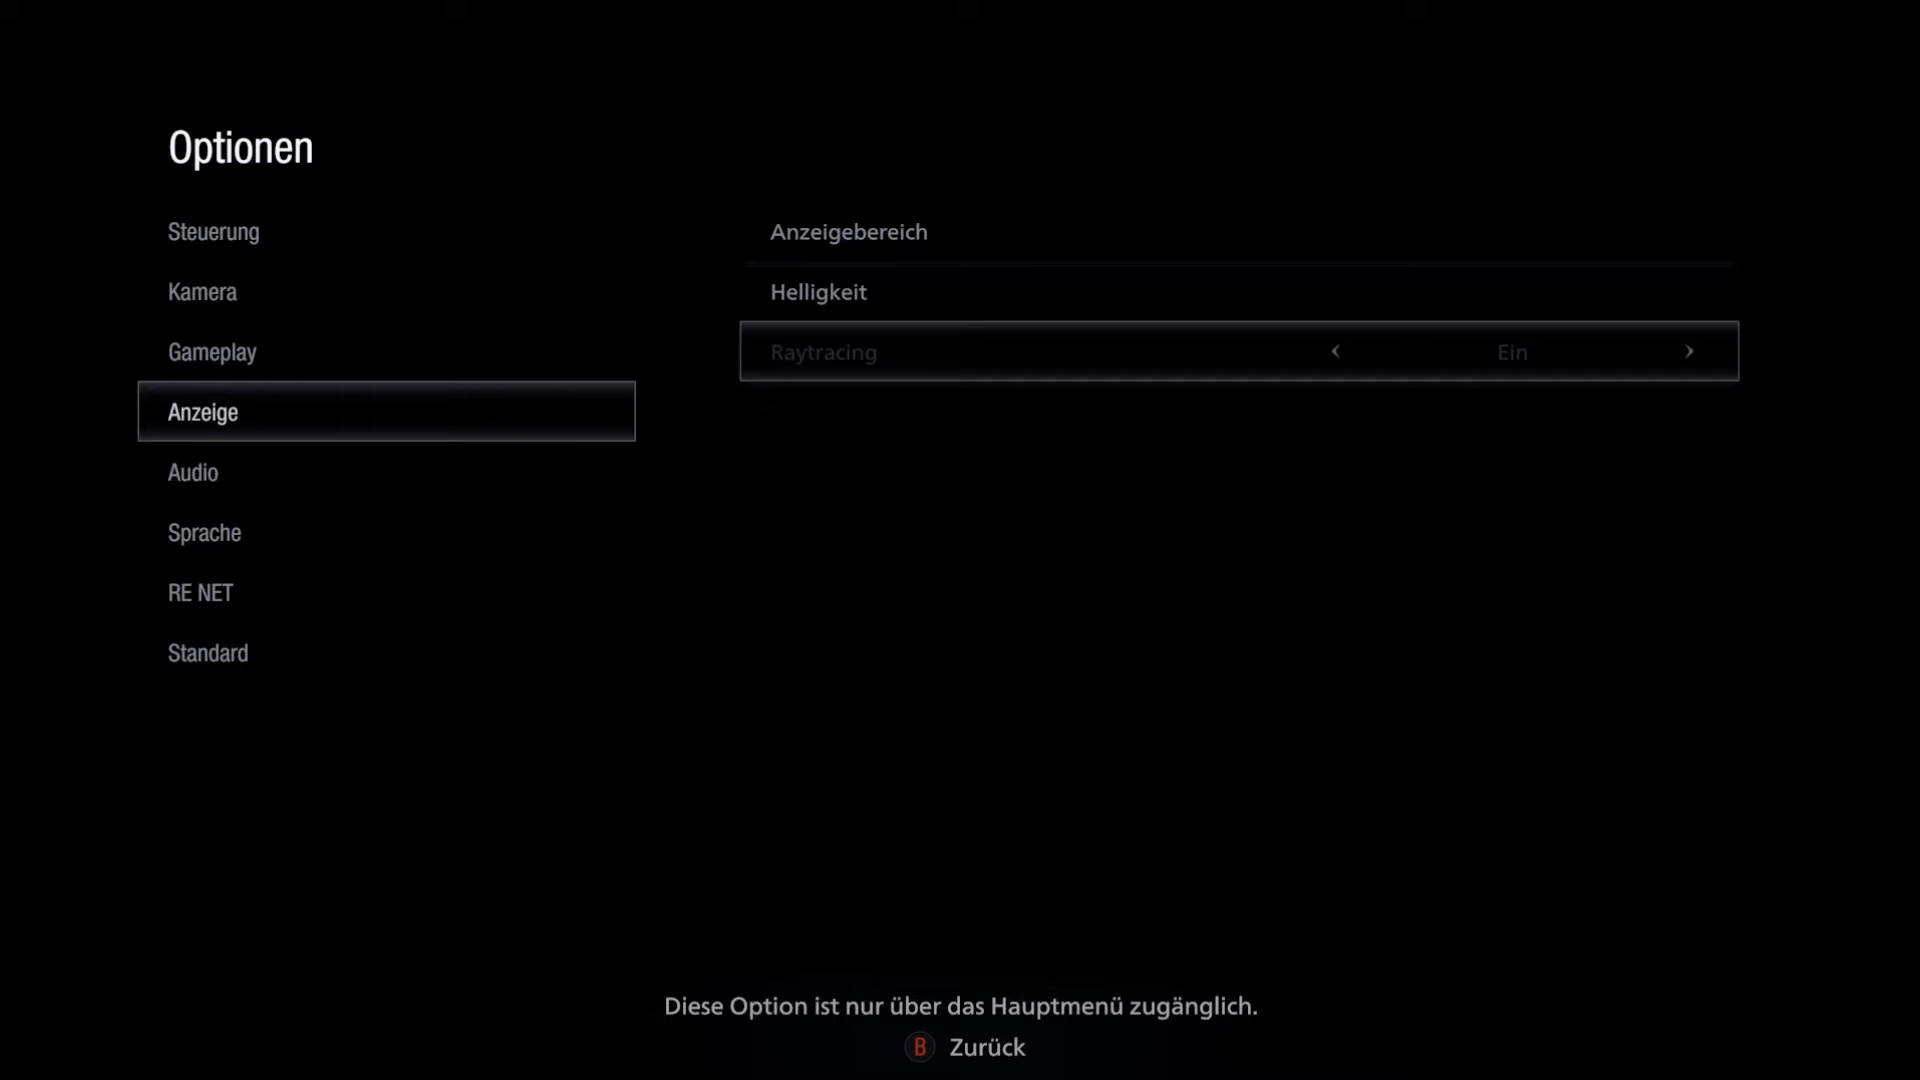 Optionen
Steuerung
Kamera
Gameplay
Anzeige
Audio
Sprache
RE NET
Standard
Anzeigebereich
Helligkeit
Raytracing ‹ Ein ›
Diese Option ist nur über das Hauptmenü zugänglich.
B Zurück